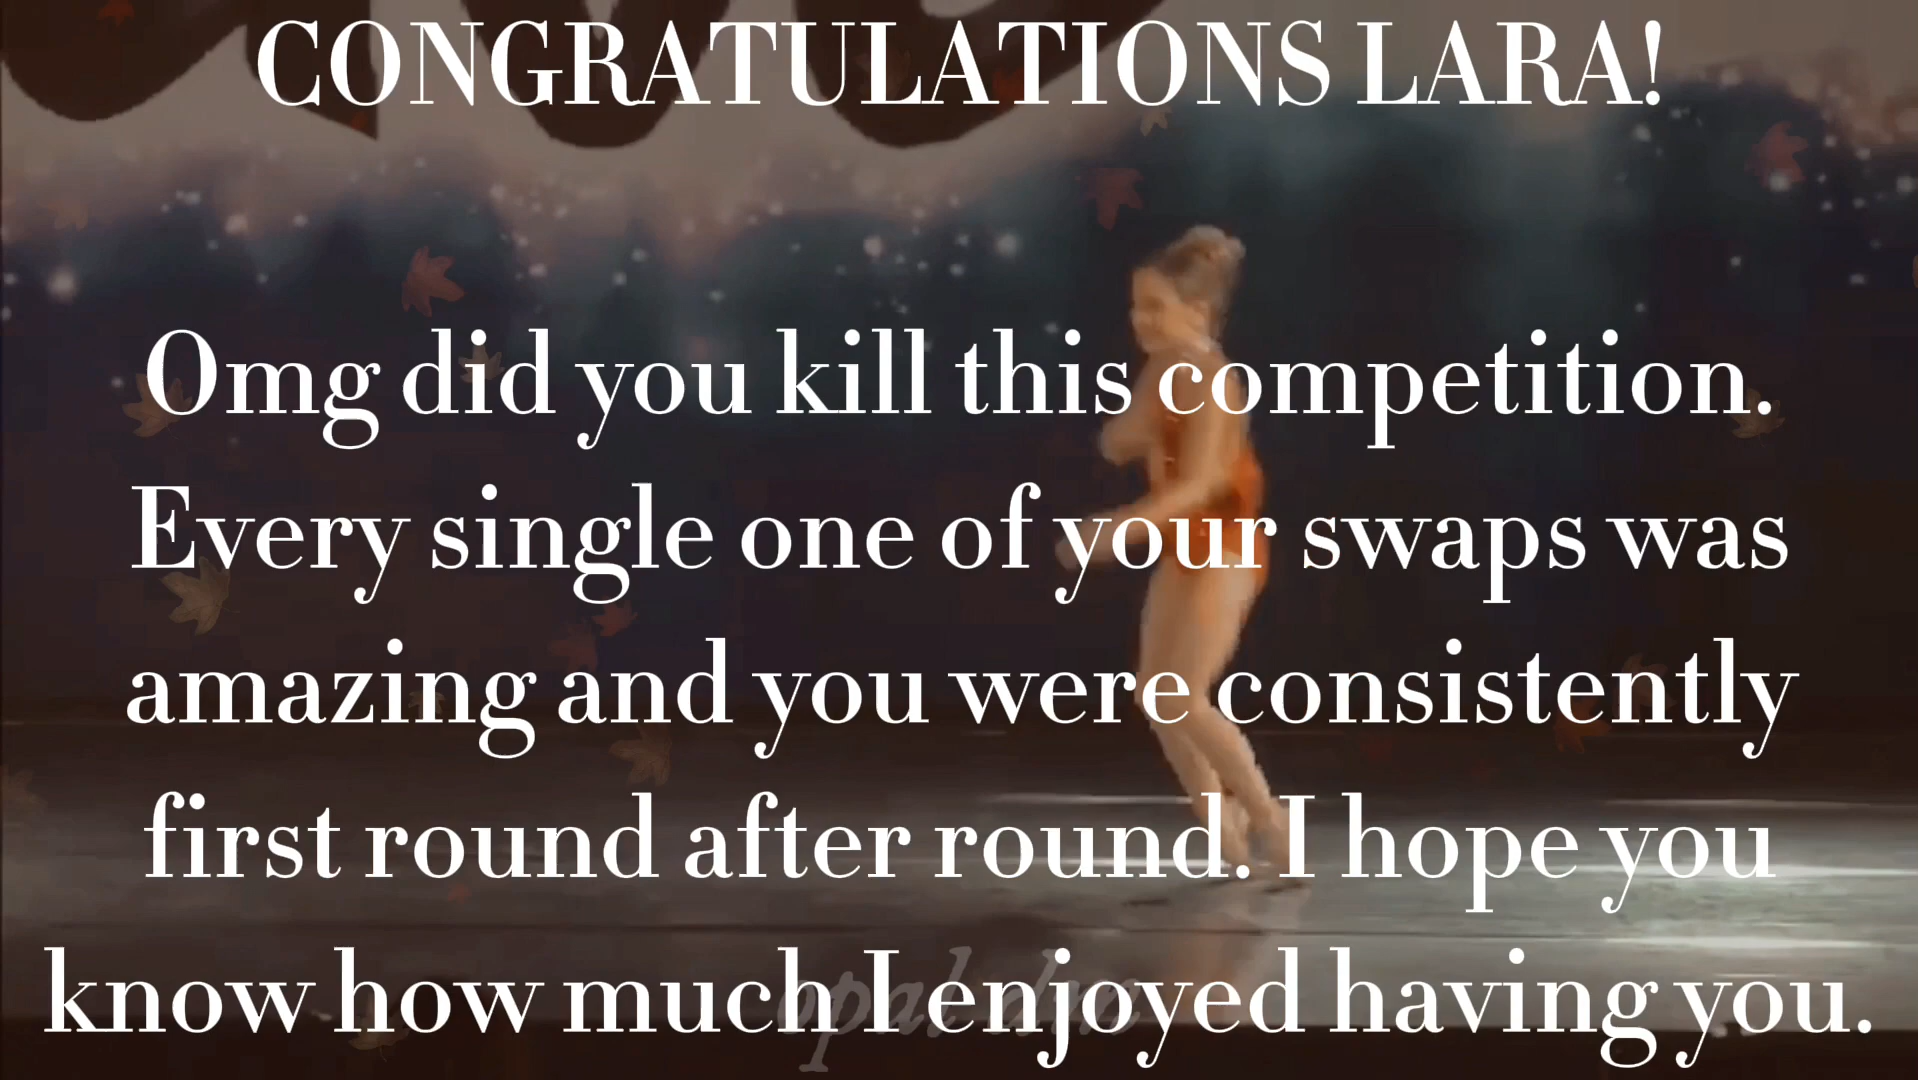 CONGRATULATIONS LARA!
Omg did you kill this competition.
Every single one of your swaps was
amazing and you were consistently
first round after round. I hope you
know how much I enjoyed having you.